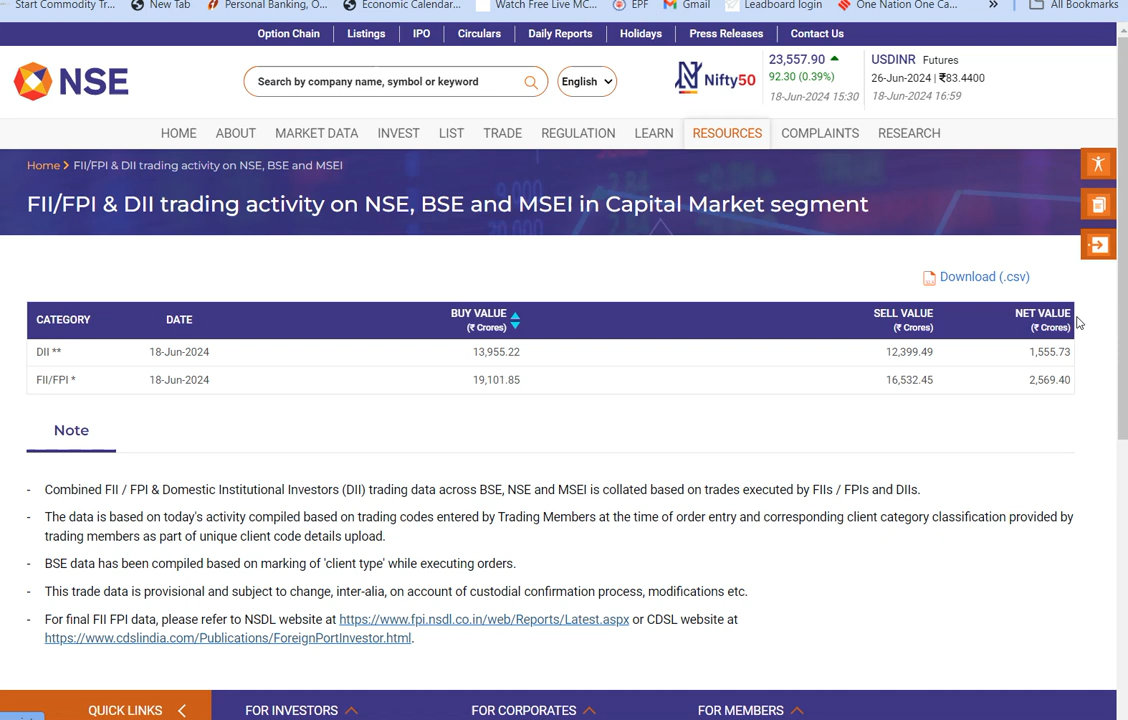 Start Commodity Tr... New Tab Personal Banking, O... Economic Calendar... Watch Free Live MC... EPF Gmail Leadboard login One Nation One Ca... » All Bookmarks
Option Chain Listings IPO Circulars Daily Reports Holidays Press Releases Contact Us
NSE
Search by company name, symbol or keyword
English
Nifty50
23,557.90
92.30 (0.39%)
18-Jun-2024 15:30
USDINR Futures
26-Jun-2024 | ₹83.4400
18-Jun-2024 16:59
HOME ABOUT MARKET DATA INVEST LIST TRADE REGULATION LEARN RESOURCES COMPLAINTS RESEARCH
Home > FII/FPI & DII trading activity on NSE, BSE and MSEI
FII/FPI & DII trading activity on NSE, BSE and MSEI in Capital Market segment
Download (.csv)
CATEGORY DATE BUY VALUE (₹ Crores) SELL VALUE (₹ Crores) NET VALUE (₹ Crores)
DII ** 18-Jun-2024 13,955.22 12,399.49 1,555.73
FII/FPI * 18-Jun-2024 19,101.85 16,532.45 2,569.40
Note
- Combined FII / FPI & Domestic Institutional Investors (DII) trading data across BSE, NSE and MSEI is collated based on trades executed by FIIs / FPIs and DIIs.
- The data is based on today's activity compiled based on trading codes entered by Trading Members at the time of order entry and corresponding client category classification provided by
trading members as part of unique client code details upload.
- BSE data has been compiled based on marking of 'client type' while executing orders.
- This trade data is provisional and subject to change, inter-alia, on account of custodial confirmation process, modifications etc.
- For final FII FPI data, please refer to NSDL website at https://www.fpi.nsdl.co.in/web/Reports/Latest.aspx or CDSL website at
https://www.cdslindia.com/Publications/ForeignPortInvestor.html.
QUICK LINKS FOR INVESTORS FOR CORPORATES FOR MEMBERS